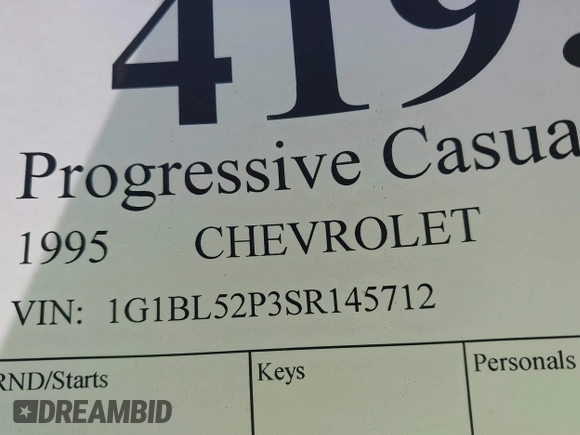 419.
Progressive Casua
1995 CHEVROLET
VIN: 1G1BL52P3SR145712
RND/Starts Keys Personals
DREAMBID